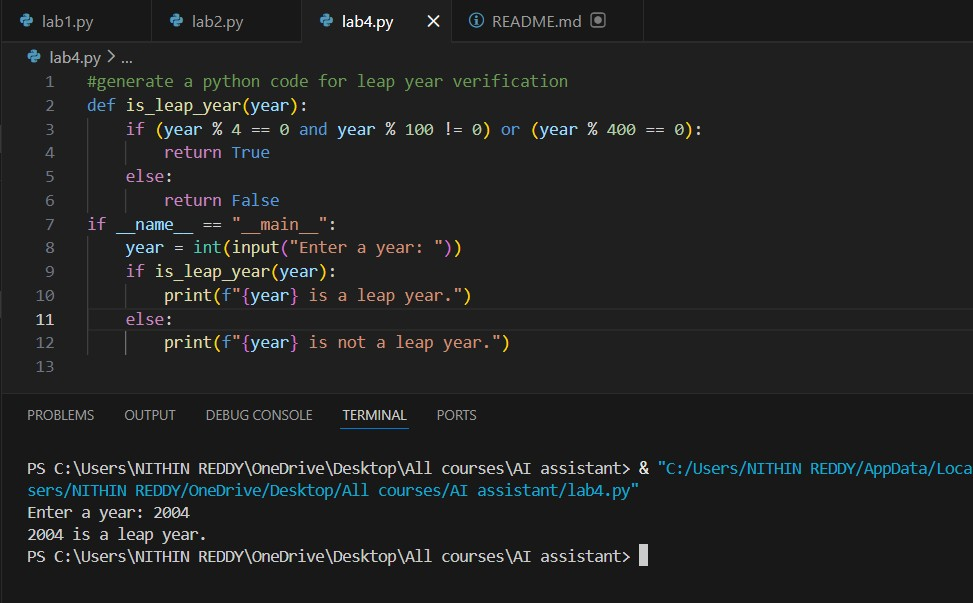 lab1.py lab2.py lab4.py README.md
lab4.py > ...
1 #generate a python code for leap year verification
2 def is_leap_year(year):
3     if (year % 4 == 0 and year % 100 != 0) or (year % 400 == 0):
4         return True
5     else:
6         return False
7 if __name__ == "__main__":
8     year = int(input("Enter a year: "))
9     if is_leap_year(year):
10         print(f"{year} is a leap year.")
11     else:
12         print(f"{year} is not a leap year.")
13
PROBLEMS OUTPUT DEBUG CONSOLE TERMINAL PORTS
PS C:\Users\NITHIN REDDY\OneDrive\Desktop\All courses\AI assistant> & "C:/Users/NITHIN REDDY/AppData/Loca
sers/NITHIN REDDY/OneDrive/Desktop/All courses/AI assistant/lab4.py"
Enter a year: 2004
2004 is a leap year.
PS C:\Users\NITHIN REDDY\OneDrive\Desktop\All courses\AI assistant>